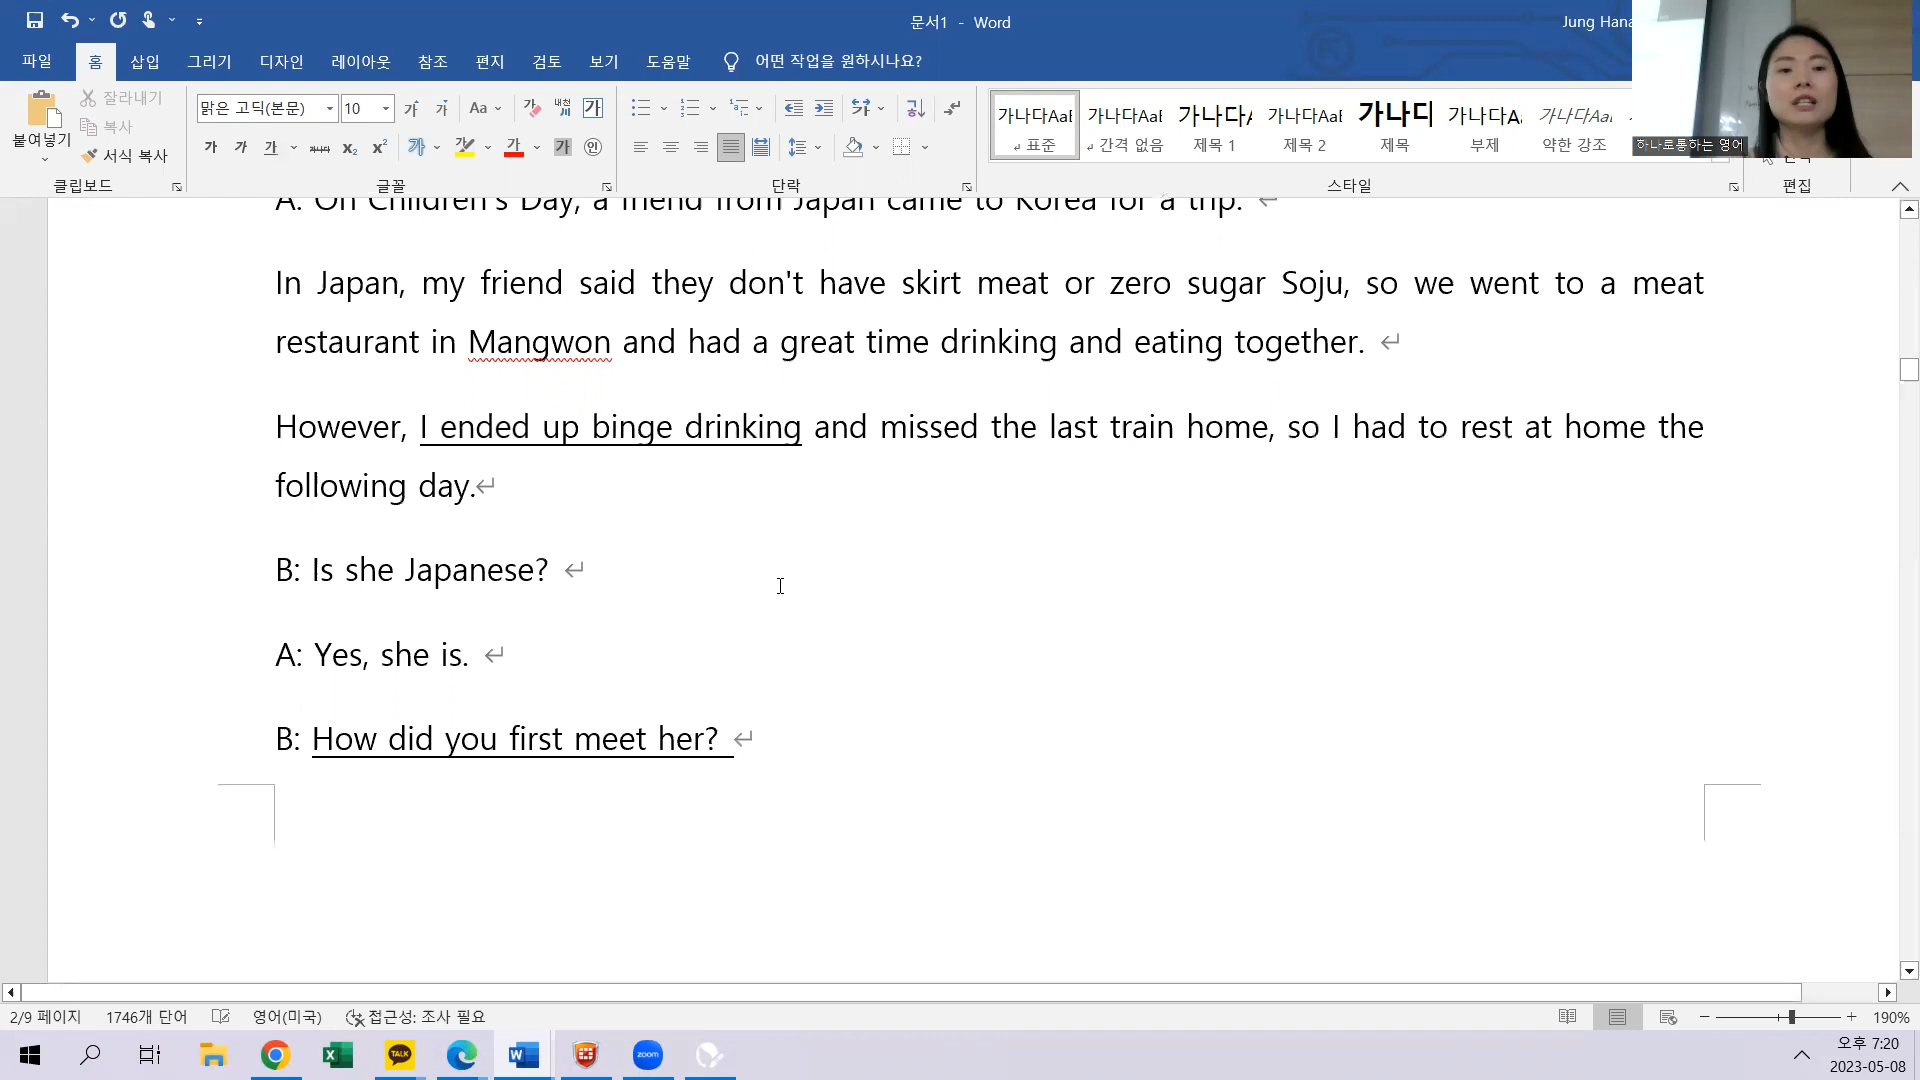 문서1 - Word
Jung Hana
파일 홈 삽입 그리기 디자인 레이아웃 참조 편지 검토 보기 도움말 어떤 작업을 원하시나요?
붙여넣기
잘라내기
복사
서식 복사
클립보드
맑은 고딕(본문) 10
글꼴
단락
가나다AaB 가나다AaB 가나다A 가나다AaB 가나다 가나다Aa 가나다AaB
표준 간격 없음 제목 1 제목 2 제목 부제 약한 강조
스타일
편집
하나로통하는 영어
A: On Children's Day, a friend from Japan came to Korea for a trip.
In Japan, my friend said they don't have skirt meat or zero sugar Soju, so we went to a meat
restaurant in Mangwon and had a great time drinking and eating together.
However, I ended up binge drinking and missed the last train home, so I had to rest at home the
following day.
B: Is she Japanese?
A: Yes, she is.
B: How did you first meet her?
2/9 페이지 1746개 단어 영어(미국) 접근성: 조사 필요 190%
TALK
zoom
오후 7:20
2023-05-08